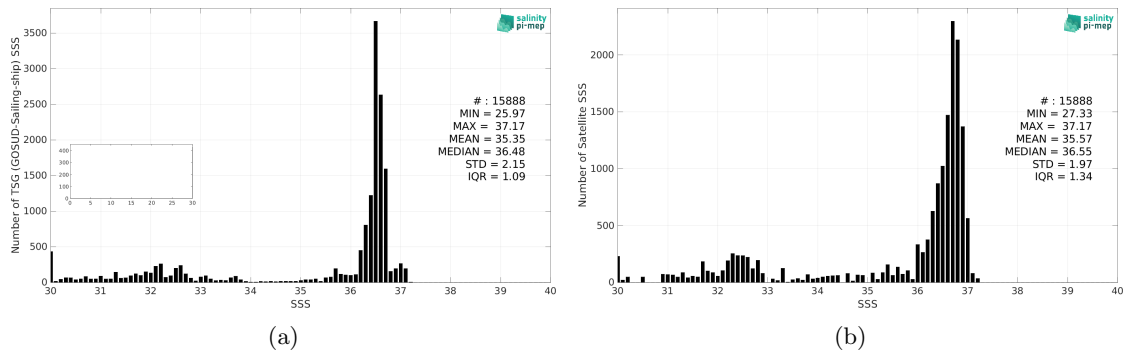 salinity
pi-mep
Number of TSG (GOSUD-Sailing-ship) SSS
3500
3000
2500
2000
1500
1000
500
0
# : 15888
MIN = 25.97
MAX = 37.17
MEAN = 35.35
MEDIAN = 36.48
STD = 2.15
IQR = 1.09
400
300
200
100
0
0 5 10 15 20 25 30
30 31 32 33 34 35 36 37 38 39 40
SSS
(a)
salinity
pi-mep
Number of Satellite SSS
2000
1500
1000
500
0
# : 15888
MIN = 27.33
MAX = 37.17
MEAN = 35.57
MEDIAN = 36.55
STD = 1.97
IQR = 1.34
30 31 32 33 34 35 36 37 38 39 40
SSS
(b)